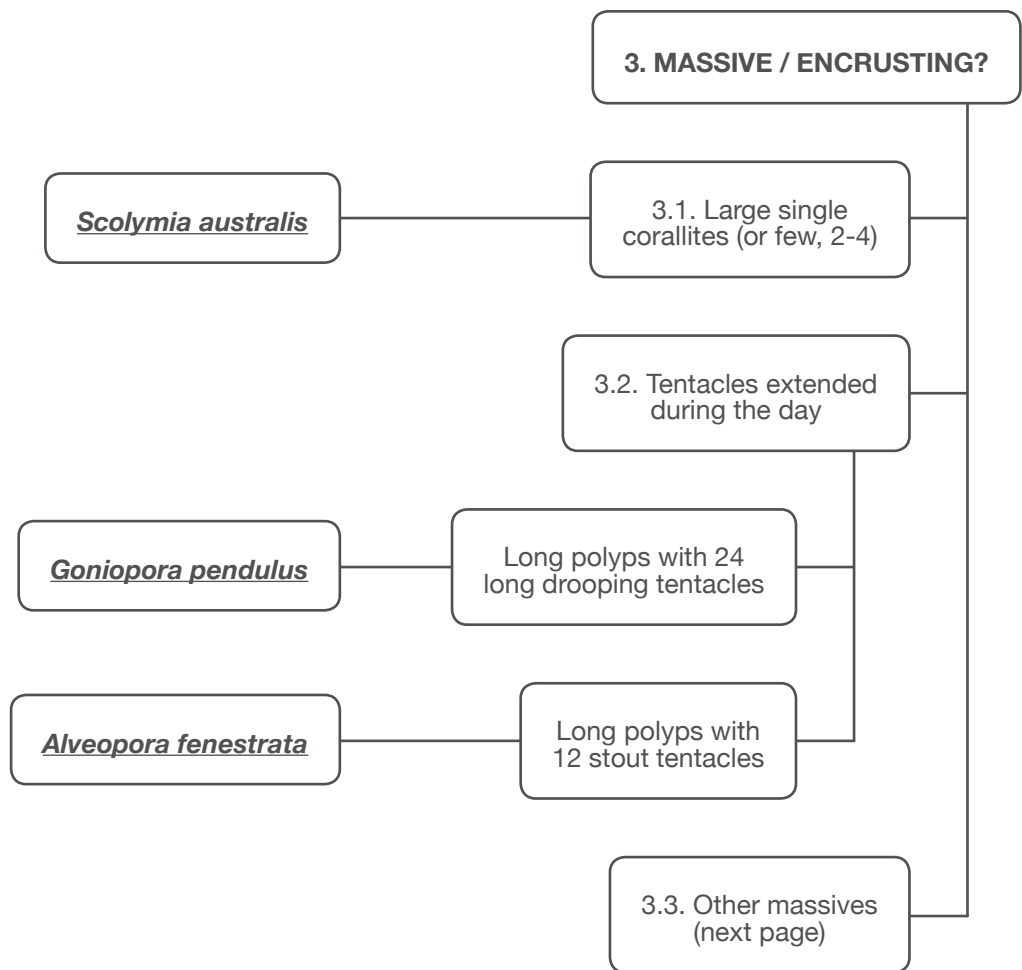 3. MASSIVE / ENCRUSTING?
Scolymia australis
3.1. Large single
corallites (or few, 2-4)
3.2. Tentacles extended
during the day
Goniopora pendulus
Long polyps with 24
long drooping tentacles
Alveopora fenestrata
Long polyps with
12 stout tentacles
3.3. Other massives
(next page)